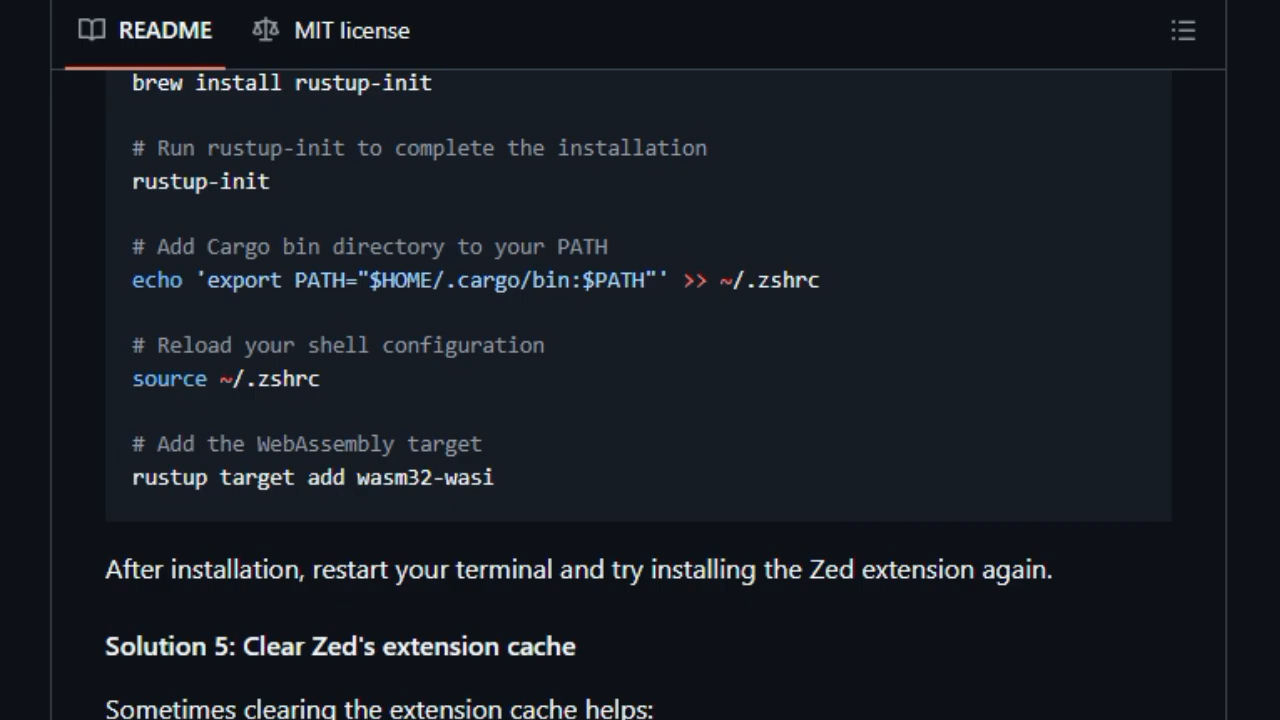 README
MIT license
brew install rustup-init
# Run rustup-init to complete the installation
rustup-init
# Add Cargo bin directory to your PATH
echo 'export PATH="$HOME/.cargo/bin:$PATH"' >> ~/.zshrc
# Reload your shell configuration
source ~/.zshrc
# Add the WebAssembly target
rustup target add wasm32-wasi
After installation, restart your terminal and try installing the Zed extension again.
Solution 5: Clear Zed's extension cache
Sometimes clearing the extension cache helps: